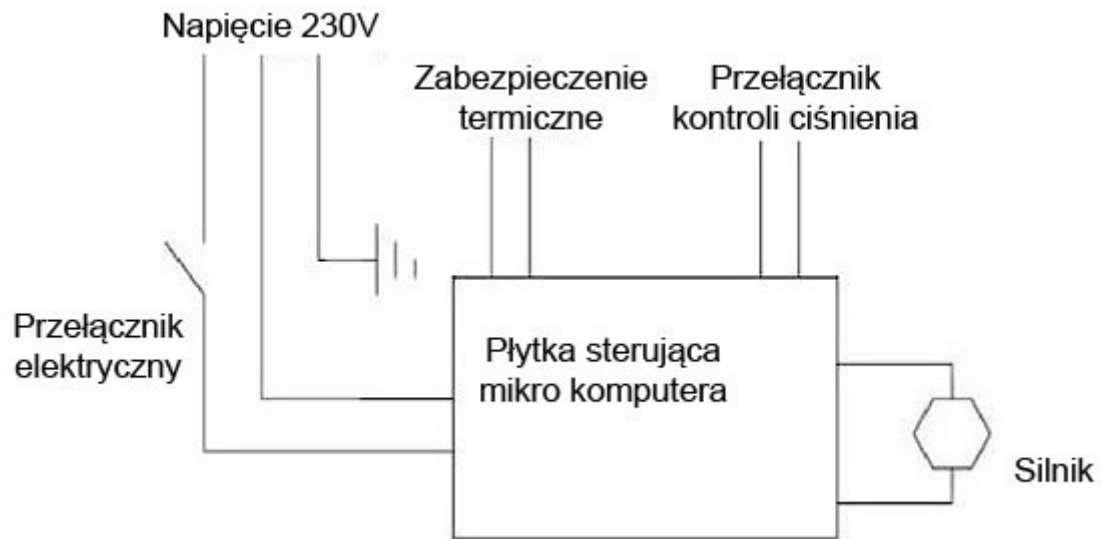 Napięcie 230V
Zabezpieczenie
termiczne
Przełącznik
kontroli ciśnienia
Przełącznik
elektryczny
Płytka sterująca
mikro komputera
Silnik